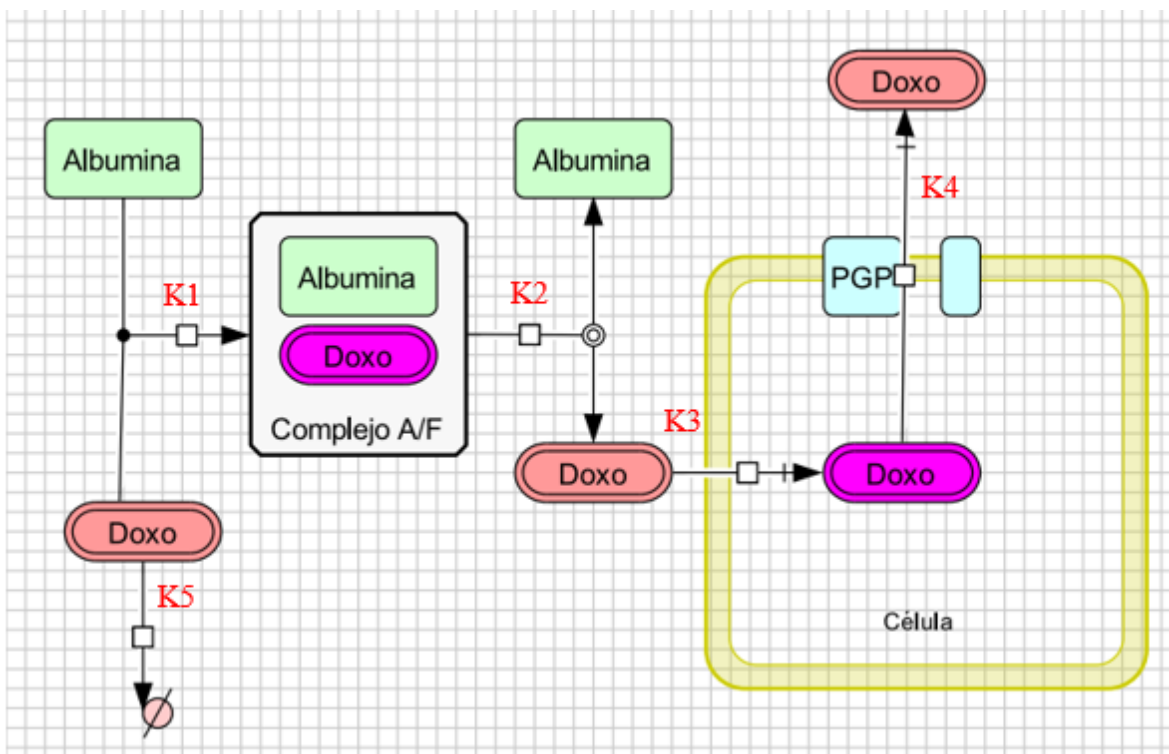 Doxo
Albumina
Albumina
K4
Albumina
PGP
K1
K2
Doxo
Complejo A/F
K3
Doxo
Doxo
Doxo
K5
Célula